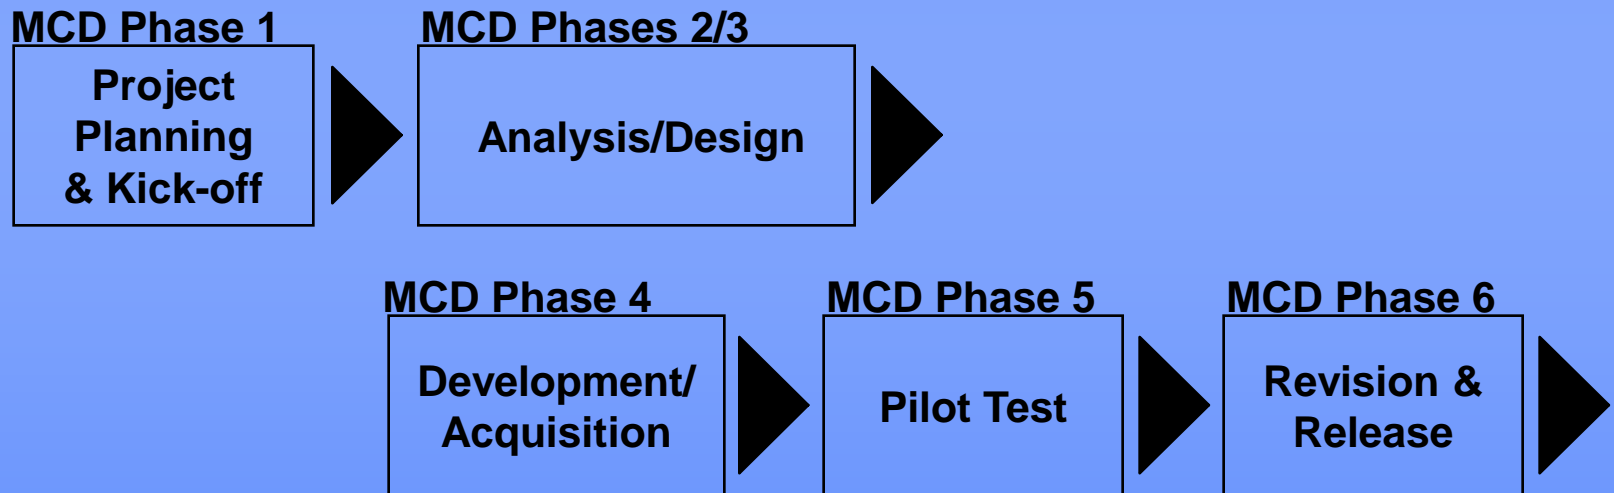 MCD Phase 1
Project
Planning
& Kick-off
MCD Phases 2/3
Analysis/Design
MCD Phase 4
Development/
Acquisition
MCD Phase 5
Pilot Test
MCD Phase 6
Revision &
Release